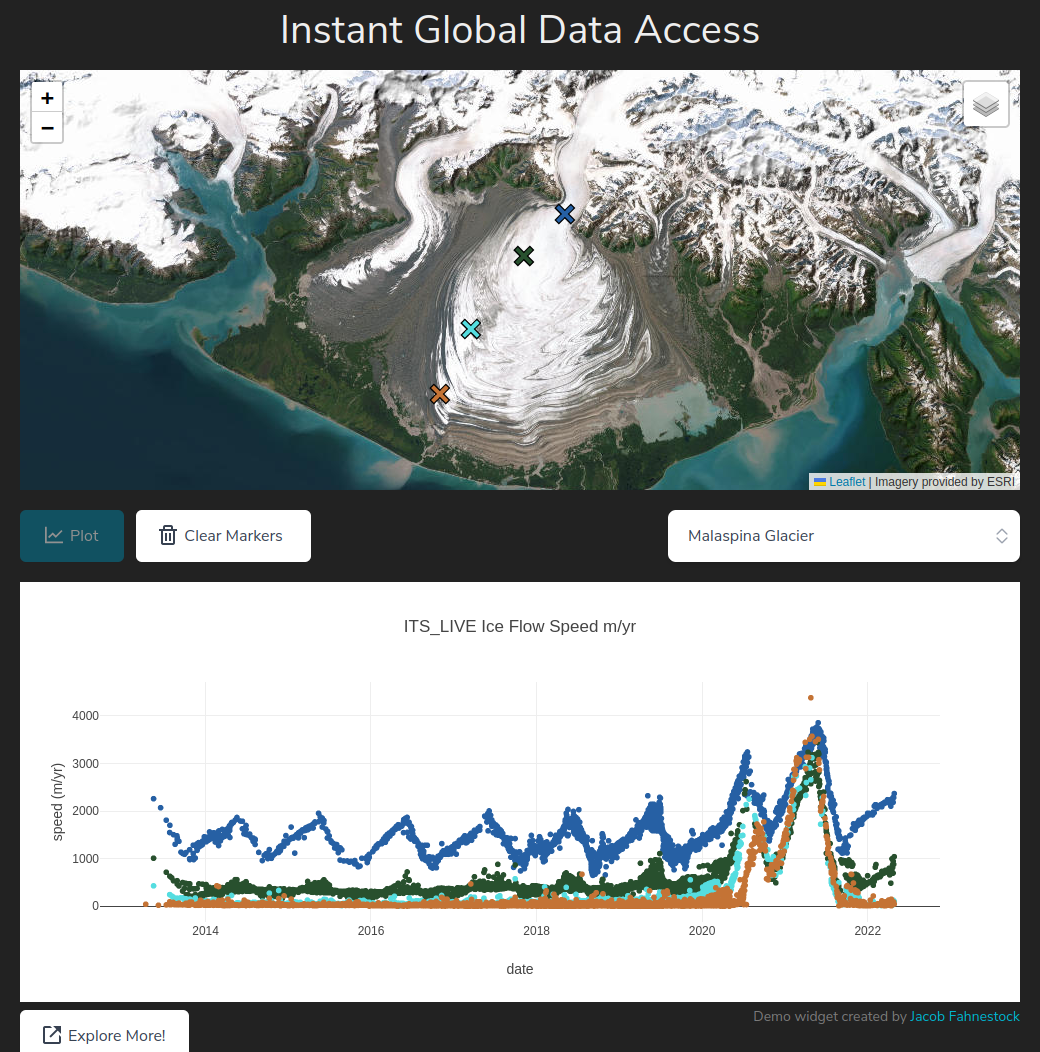 Instant Global Data Access
+
−
Leaflet | Imagery provided by ESRI
Plot
Clear Markers
Malaspina Glacier
ITS_LIVE Ice Flow Speed m/yr
4000
3000
2000
1000
0
speed (m/yr)
2014 2016 2018 2020 2022
date
Demo widget created by Jacob Fahnestock
Explore More!